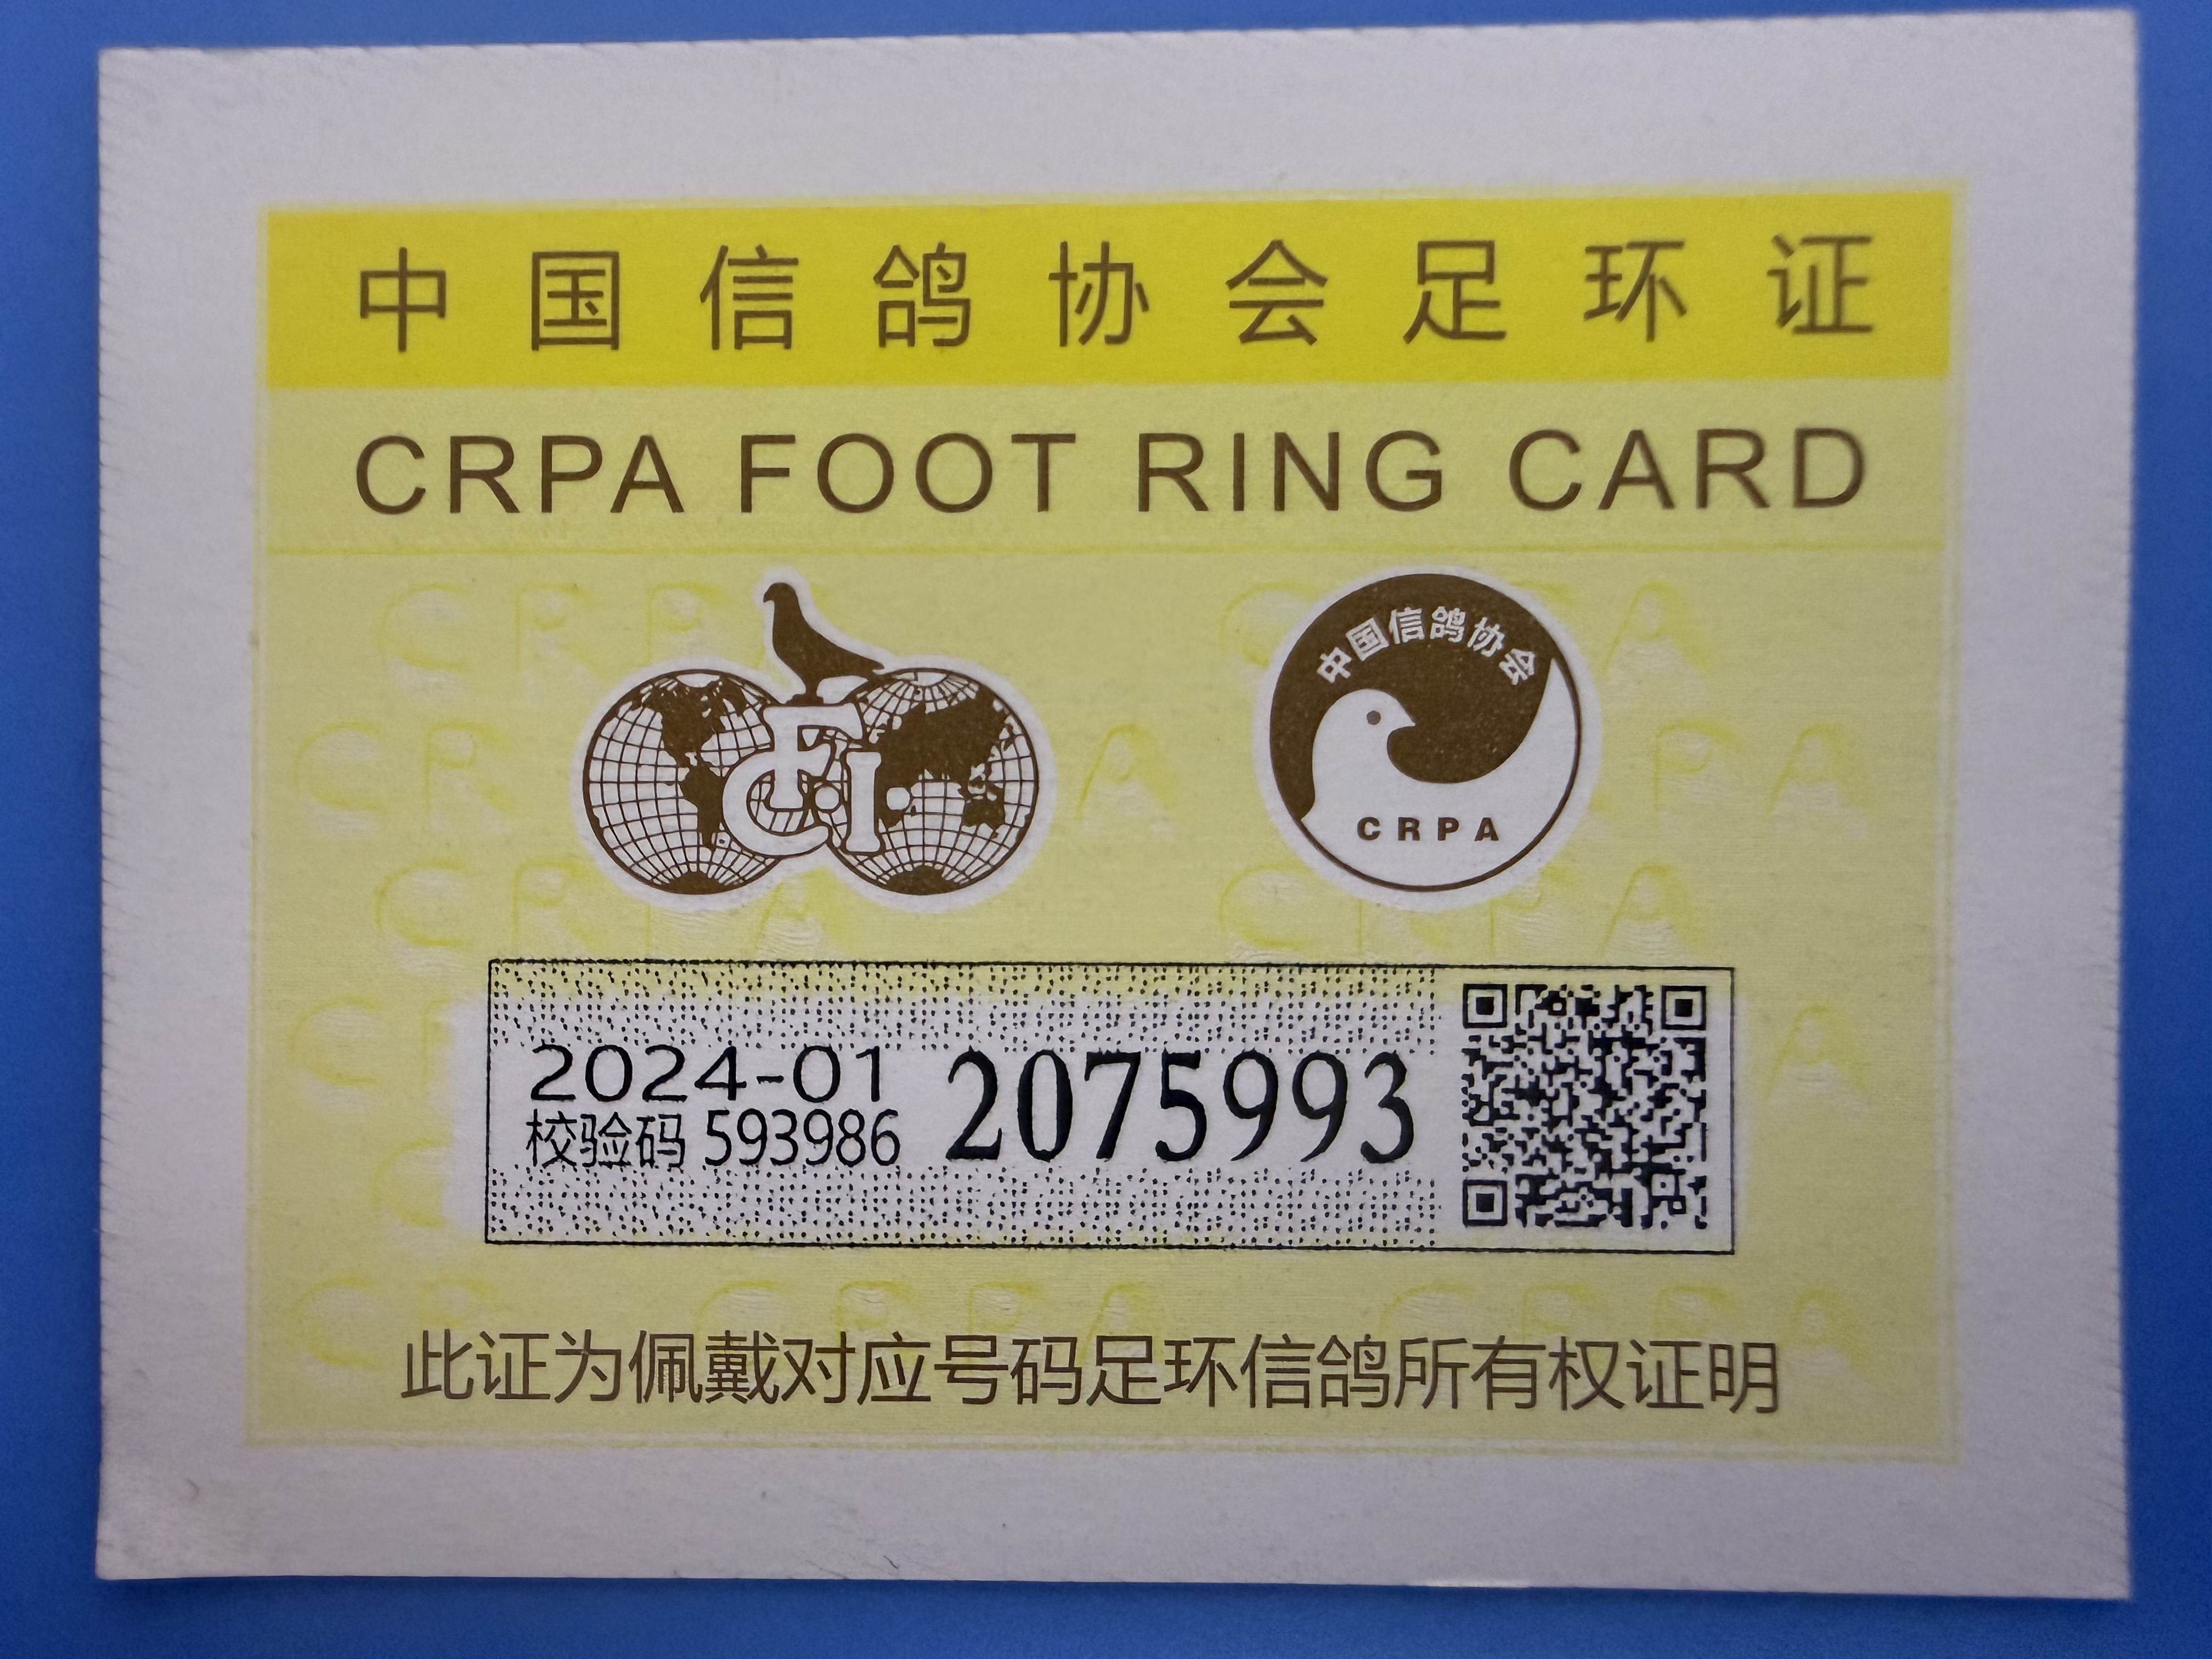 中国信鸽协会足环证
CRPA FOOT RING CARD
FCI
中国信鸽协会
CRPA
2024-01
校验码 593986
2075993
此证为佩戴对应号码足环信鸽所有权证明